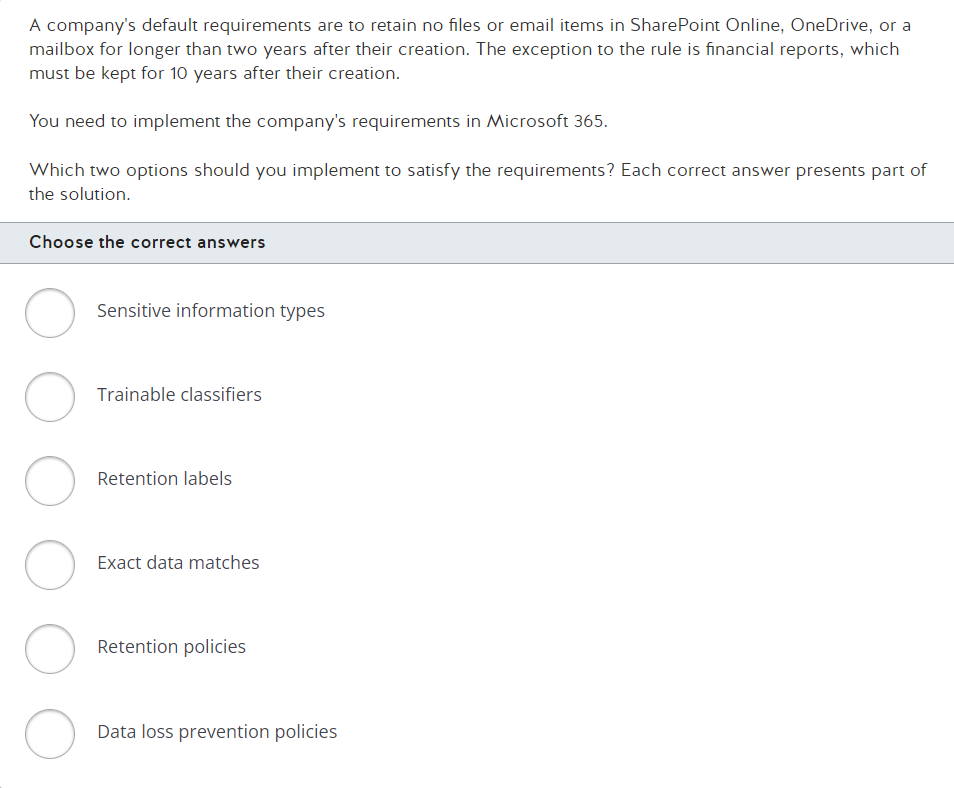 A company's default requirements are to retain no files or email items in SharePoint Online, OneDrive, or a
mailbox for longer than two years after their creation. The exception to the rule is financial reports, which
must be kept for 10 years after their creation.
You need to implement the company's requirements in Microsoft 365.
Which two options should you implement to satisfy the requirements? Each correct answer presents part of
the solution.
Choose the correct answers
Sensitive information types
Trainable classifiers
Retention labels
Exact data matches
Retention policies
Data loss prevention policies